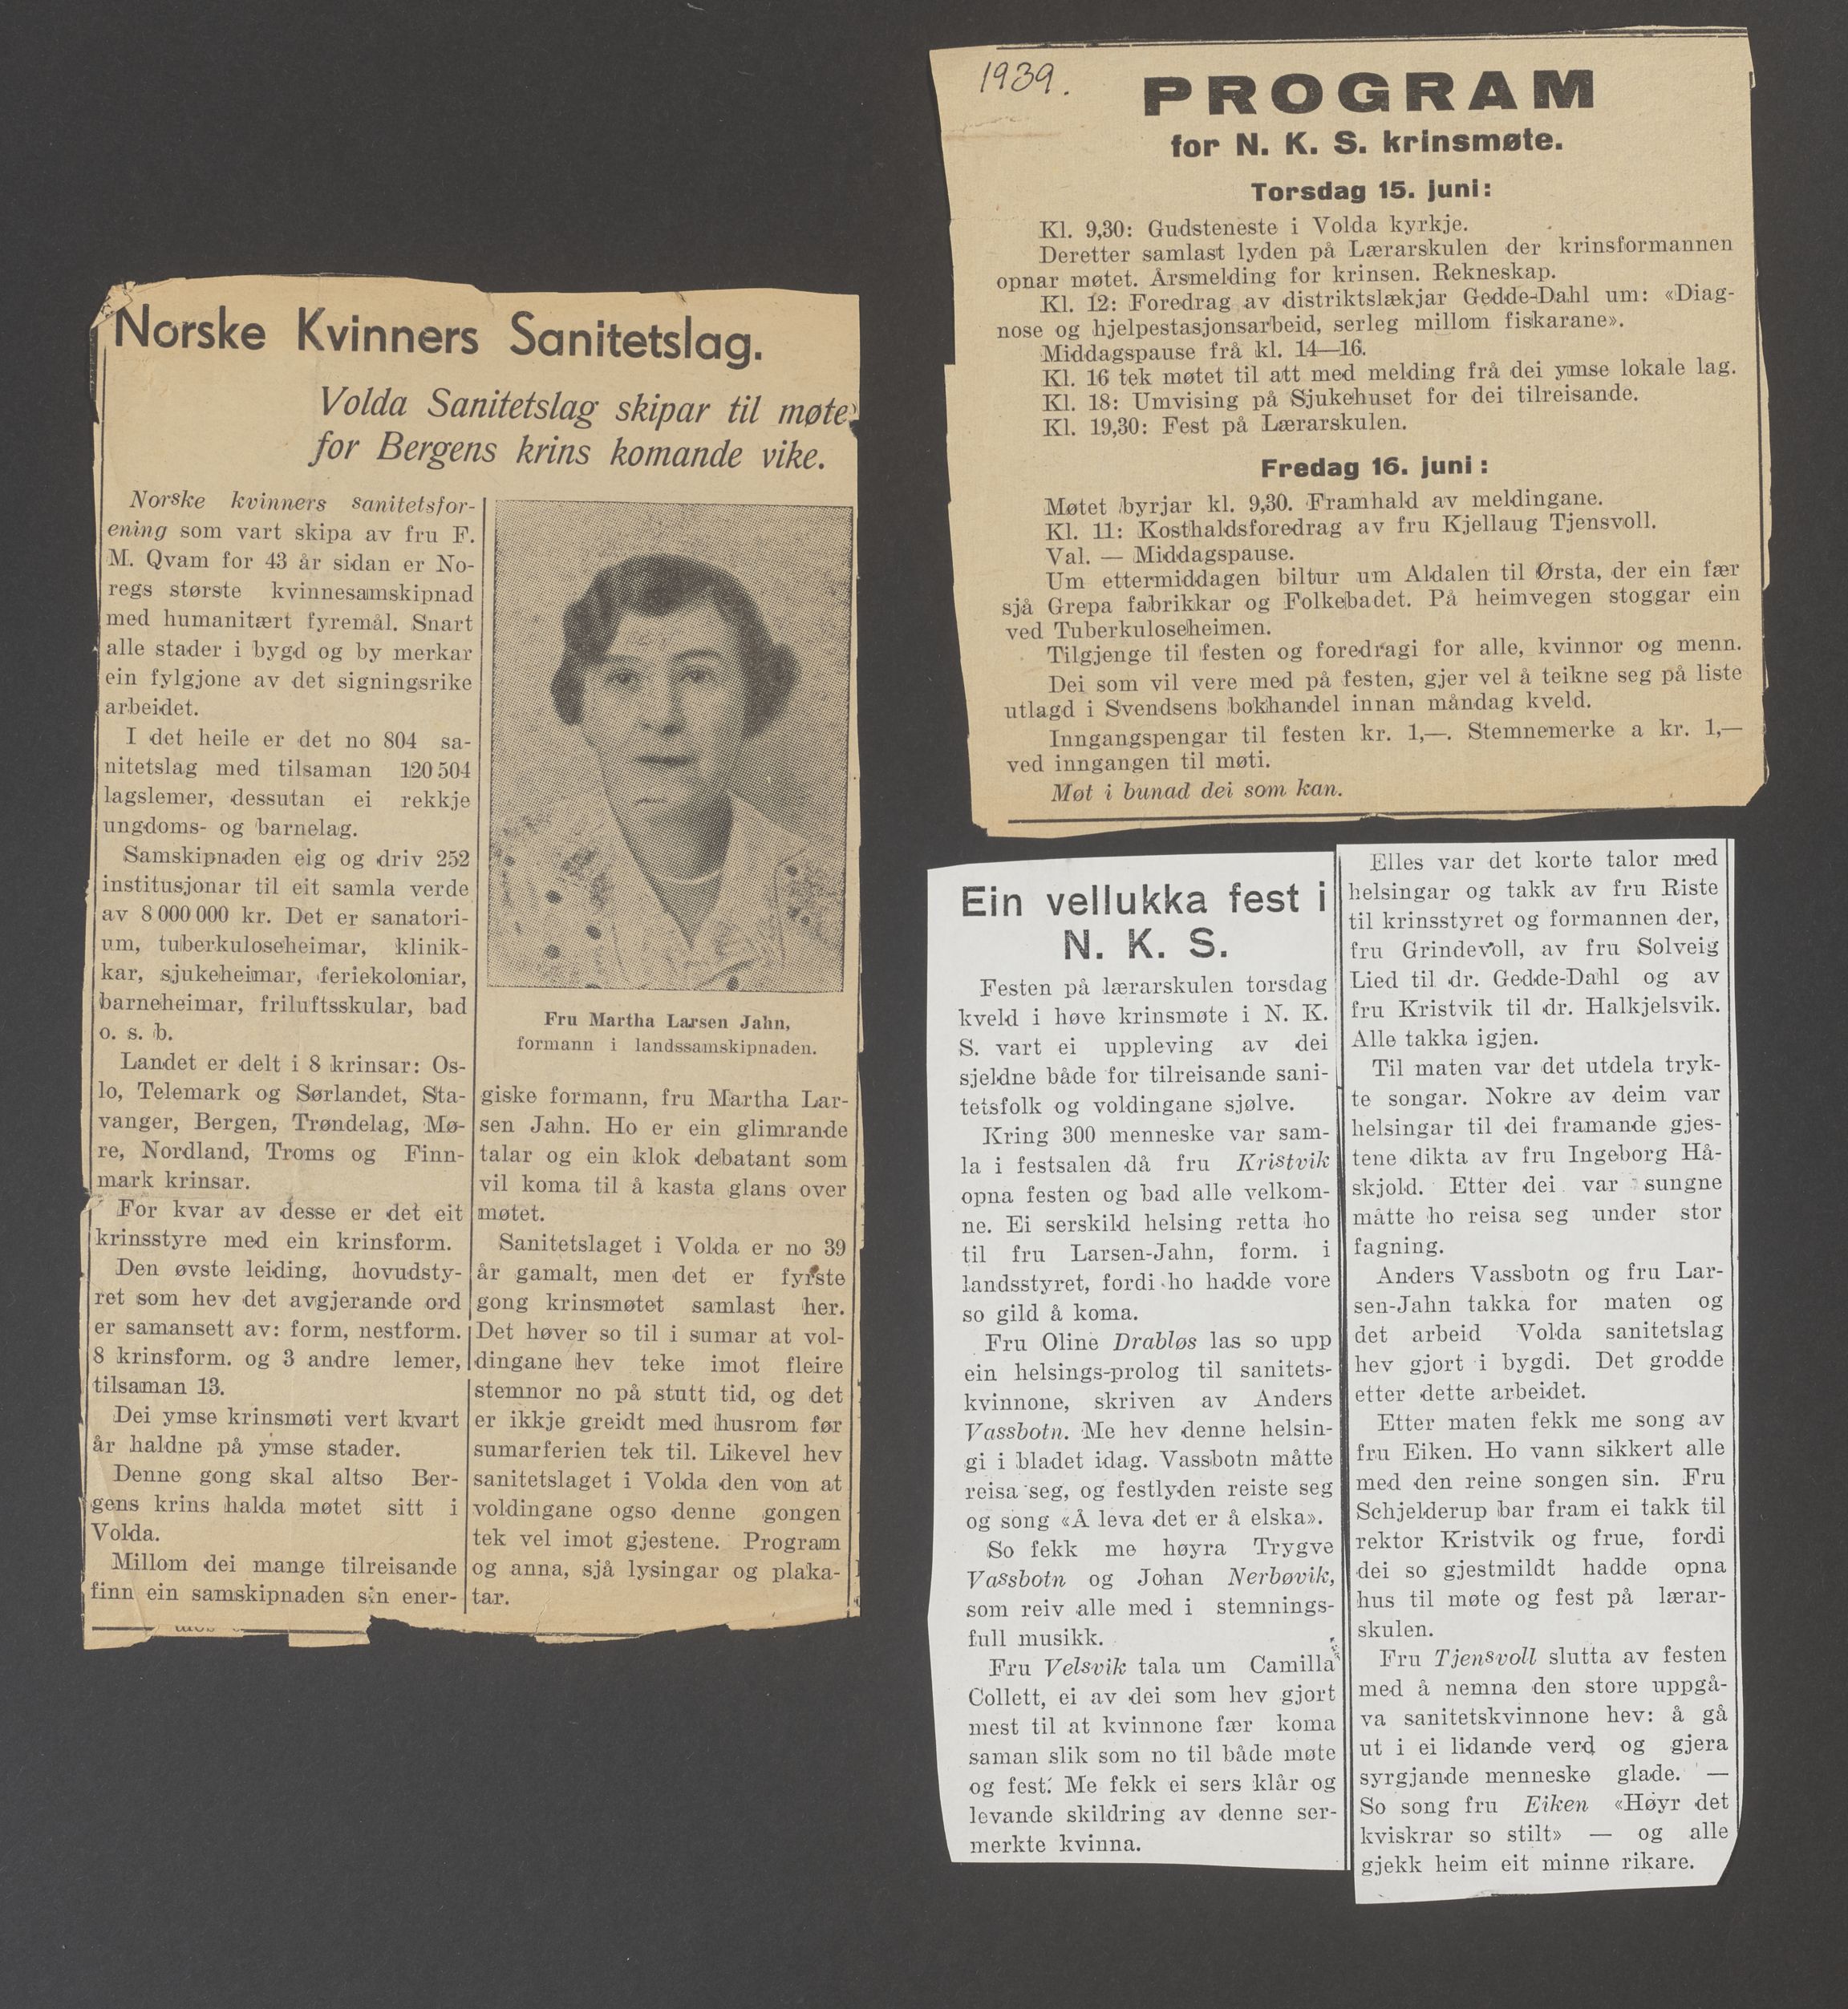 Norske Kvinners Sanitetslag.
Volda Sanitetslag skipar til møte
for Bergens krins komande vike.
Norske kvinners sanitetsfor-
ening som vart skipa av fru F.
M. Qvam for 43 år sidan er No-
regs største kvinnesamskipnad
med humanitært fyremål. Snart
alle stader i bygd og by merkar
ein fylgjone av det signingsrike
arbeidet.
I det heile er det no 804 sa-
nitetslag med tilsaman 120 504
lagslemer, dessutan ei rekkje
ungdoms- og barnelag.
Samskipnaden eig og driv 252
institusjonar til eit samla verde
av 8 000 000 kr. Det er sanatori-
um, tuberkuloseheimar, klinik-
kar, sjukeheimar, feriekoloniar,
barneheimar, friluftsskular, bad
o. s. b.
Landet er delt i 8 krinsar: Os-
lo, Telemark og Sørlandet, Sta-
vanger, Bergen, Trøndelag, Mø-
re, Nordland, Troms og Finn-
mark krinsar.
For kvar av desse er det eit
krinsstyre med ein krinsform.
Den øvste leiding, hovudsty-
ret som hev det avgjerande ord
er samansett av: form, nestform.
8 krinsform. og 3 andre lemer,
tilsaman 13.
Dei ymse krinsmøti vert kvart
år haldne på ymse stader.
Denne gong skal altso Ber-
gens krins halda møtet sitt i
Volda.
Millom dei mange tilreisande
finn ein samskipnaden sin ener-
Fru Martha Larsen Jahn,
formann i landssamskipnaden.
giske formann, fru Martha Lar-
sen Jahn. Ho er ein glimrande
talar og ein klok debatant som
vil koma til å kasta glans over
møtet.
Sanitetslaget i Volda er no 39
år gamalt, men det er fyrste
gong krinsmøtet samlast her.
Det høver so til i sumar at vol-
dingane hev teke imot fleire
stemnor no på stutt tid, og det
er ikkje greidt med husrom før
sumarferien tek til. Likevel hev
sanitetslaget i Volda den von at
voldingane ogso denne gongen
tek vel imot gjestene. Program
og anna, sjå lysingar og plaka-
tar.
1939.
PROGRAM
for N. K. S. krinsmøte.
Torsdag 15. juni:
Kl. 9,30: Gudsteneste i Volda kyrkje.
Deretter samlast lyden på Lærarskulen der krinsformannen
opnar møtet. Årsmelding for krinsen. Rekneskap.
Kl. 12: Foredrag av distriktslækjar Gedde-Dahl um: «Diag-
nose og hjelpestasjonsarbeid, serleg millom fiskarane».
Middagspause frå kl. 14—16.
Kl. 16 tek møtet til att med melding frå dei ymse lokale lag.
Kl. 18: Umvising på Sjukehuset for dei tilreisande.
Kl. 19,30: Fest på Lærarskulen.
Fredag 16. juni:
Møtet byrjar kl. 9,30. Framhald av meldingane.
Kl. 11: Kosthaldsforedrag av fru Kjellaug Tjensvoll.
Val. — Middagspause.
Um ettermiddagen biltur um Aldalen til Ørsta, der ein fær
sjå Grepa fabrikkar og Folkebadet. På heimvegen stoggar ein
ved Tuberkuloseheimen.
Tilgjenge til festen og foredragi for alle, kvinnor og menn.
Dei som vil vere med på festen, gjer vel å teikne seg på liste
utlagd i Svendsens bokhandel innan måndag kveld.
Inngangspengar til festen kr. 1,—. Stemnemerke a kr. 1,—
ved inngangen til møti.
Møt i bunad dei som kan.
Ein vellukka fest i
N. K. S.
Festen på lærarskulen torsdag
kveld i høve krinsmøte i N. K.
S. vart ei uppleving av dei
sjeldne både for tilreisande sani-
tetsfolk og voldingane sjølve.
Kring 300 menneske var sam-
la i festsalen då fru Kristvik
opna festen og bad alle velkom-
ne. Ei serskild helsing retta ho
til fru Larsen-Jahn, form. i
landsstyret, fordi ho hadde vore
so gild å koma.
Fru Oline Drabløs las so upp
ein helsings-prolog til sanitets-
kvinnone, skriven av Anders
Vassbotn. Me hev denne helsin-
gi i bladet idag. Vassbotn måtte
reisa seg, og festlyden reiste seg
og song «Å leva det er å elska».
So fekk me høyra Trygve
Vassbotn og Johan Nerbøvik,
som reiv alle med i stemnings-
full musikk.
Fru Velsvik tala um Camilla
Collett, ei av dei som hev gjort
mest til at kvinnone fær koma
saman slik som no til både møte
og fest. Me fekk ei sers klår og
levande skildring av denne ser-
merkte kvinna.
Elles var det korte talor med
helsingar og takk av fru Riste
til krinsstyret og formannen der,
fru Grindevoll, av fru Solveig
Lied til dr. Gedde-Dahl og av
fru Kristvik til dr. Halkjelsvik.
Alle takka igjen.
Til maten var det utdela tryk-
te songar. Nokre av deim var
helsingar til dei framande gjes-
tene dikta av fru Ingeborg Hå-
skjold. Etter dei var sungne
måtte ho reisa seg under stor
fagning.
Anders Vassbotn og fru Lar-
sen-Jahn takka for maten og
det arbeid Volda sanitetslag
hev gjort i bygdi. Det grodde
etter dette arbeidet.
Etter maten fekk me song av
fru Eiken. Ho vann sikkert alle
med den reine songen sin. Fru
Schjelderup bar fram ei takk til
rektor Kristvik og frue, fordi
dei so gjestmildt hadde opna
hus til møte og fest på lærar-
skulen.
Fru Tjensvoll slutta av festen
med å nemna den store uppgå-
va sanitetskvinnone hev: å gå
ut i ei lidande verd og gjera
syrgjande menneske glade. —
So song fru Eiken «Høyr det
kviskrar so stilt» — og alle
gjekk heim eit minne rikare.